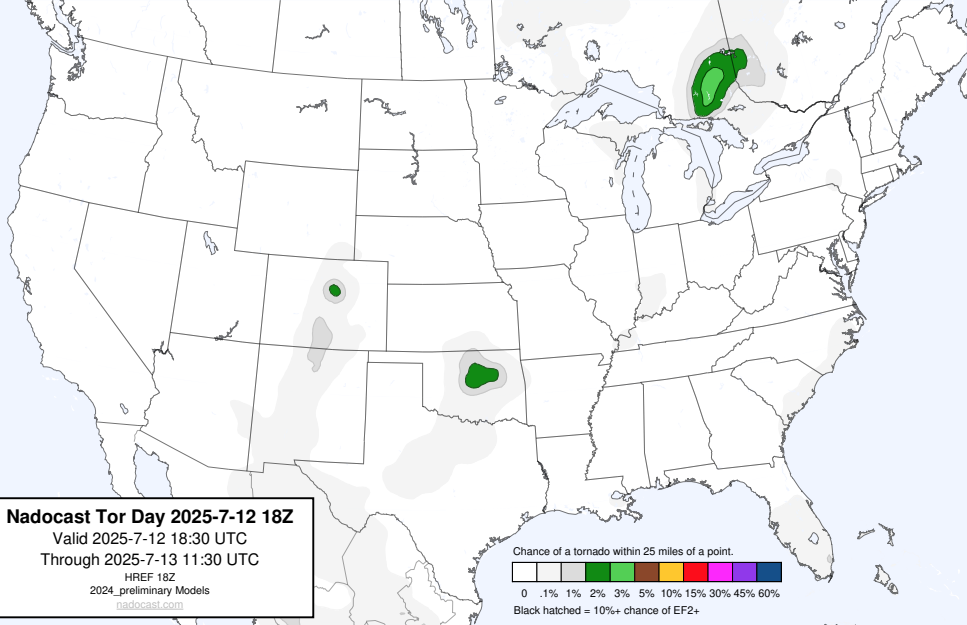 Nadocast Tor Day 2025-7-12 18Z
Valid 2025-7-12 18:30 UTC
Through 2025-7-13 11:30 UTC
HREF 18Z
2024_preliminary Models
nadocast.com
Chance of a tornado within 25 miles of a point.
0 .1% 1% 2% 3% 5% 10% 15% 30% 45% 60%
Black hatched = 10%+ chance of EF2+